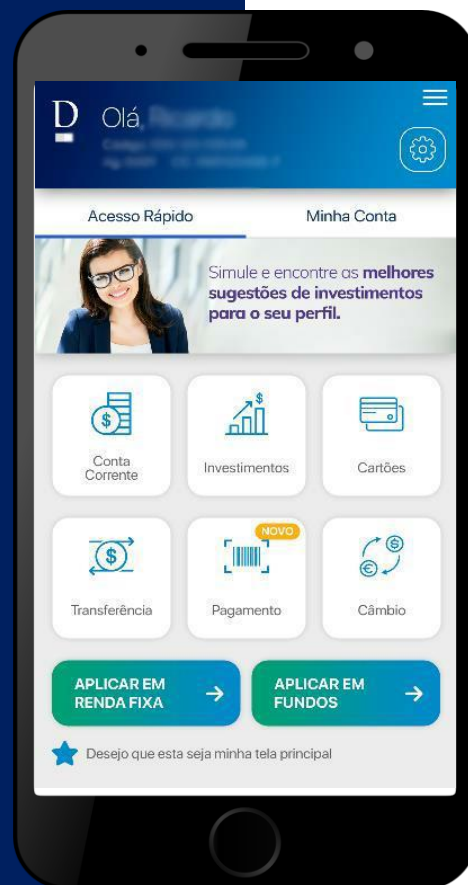 D
Olá,
Acesso Rápido
Minha Conta
Simule e encontre as melhores
sugestões de investimentos
para o seu perfil.
Conta
Corrente
Investimentos
Cartões
NOVO
Transferência
Pagamento
Câmbio
APLICAR EM
RENDA FIXA
APLICAR EM
FUNDOS
Desejo que esta seja minha tela principal